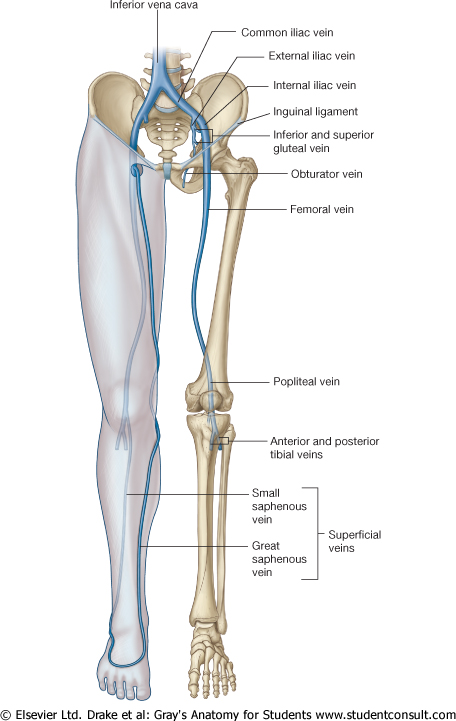 Inferior vena cava
Common iliac vein
External iliac vein
Internal iliac vein
Inguinal ligament
Inferior and superior
gluteal vein
Obturator vein
Femoral vein
Popliteal vein
Anterior and posterior
tibial veins
Small
saphenous
vein
Great
saphenous
vein
Superficial
veins
© Elsevier Ltd. Drake et al: Gray's Anatomy for Students www.studentconsult.com